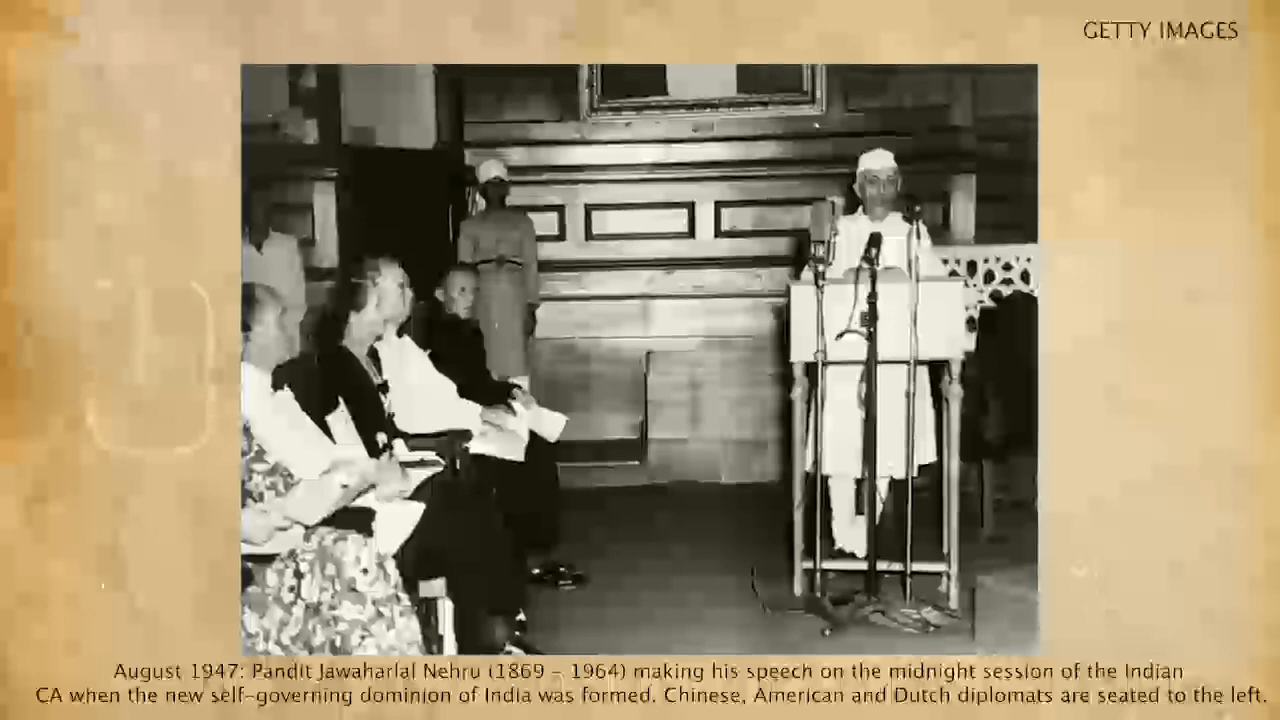 GETTY IMAGES
August 1947: Pandit Jawaharlal Nehru (1869 – 1964) making his speech on the midnight session of the Indian
CA when the new self-governing dominion of India was formed. Chinese, American and Dutch diplomats are seated to the left.